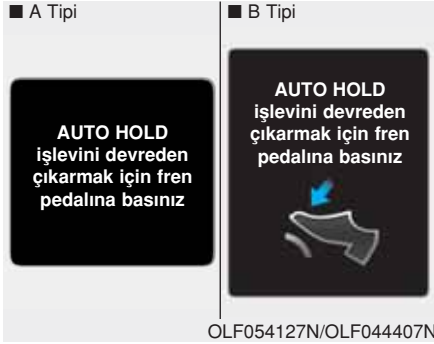 ■ A Tipi
AUTO HOLD
işlevini devreden
çıkarmak için fren
pedalına basınız
■ B Tipi
AUTO HOLD
işlevini devreden
çıkarmak için fren
pedalına basınız
OLF054127N/OLF044407N